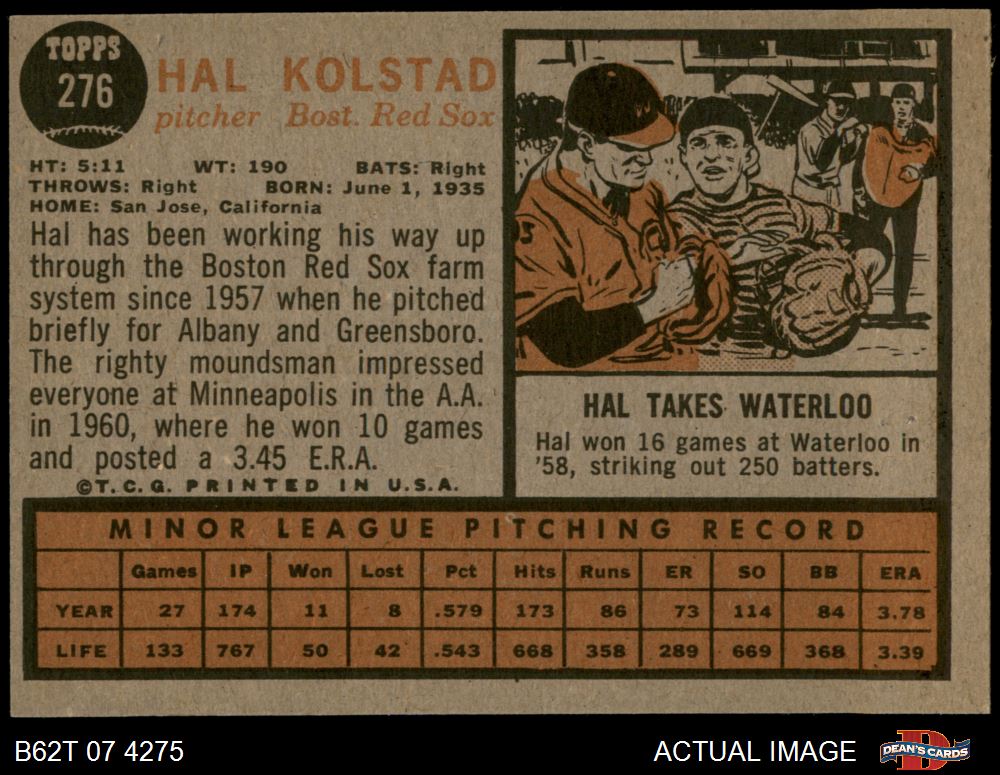 TOPPS
276
HAL KOLSTAD
pitcher Bost. Red Sox
HT: 5:11 WT: 190 BATS: Right
THROWS: Right BORN: June 1, 1935
HOME: San Jose, California
Hal has been working his way up
through the Boston Red Sox farm
system since 1957 when he pitched
briefly for Albany and Greensboro.
The righty moundsman impressed
everyone at Minneapolis in the A.A.
in 1960, where he won 10 games
and posted a 3.45 E.R.A.
©T.C.G. PRINTED IN U.S.A.
W
HAL TAKES WATERLOO
Hal won 16 games at Waterloo in
'58, striking out 250 batters.
MINOR LEAGUE PITCHING RECORD
Games IP Won Lost Pct Hits Runs ER SO BB ERA
YEAR 27 174 11 8 .579 173 86 73 114 84 3.78
LIFE 133 767 50 42 .543 668 358 289 669 368 3.39
B62T 07 4275 ACTUAL IMAGE D DEAN'S CARDS